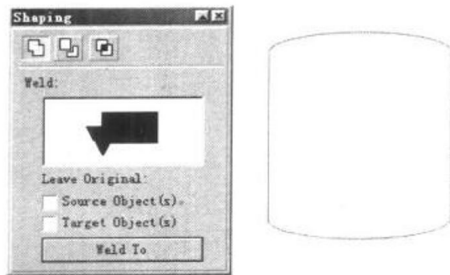 Shaping
Weld:
Leave Original:
Source Object(s).
Target Object(s)
Weld To